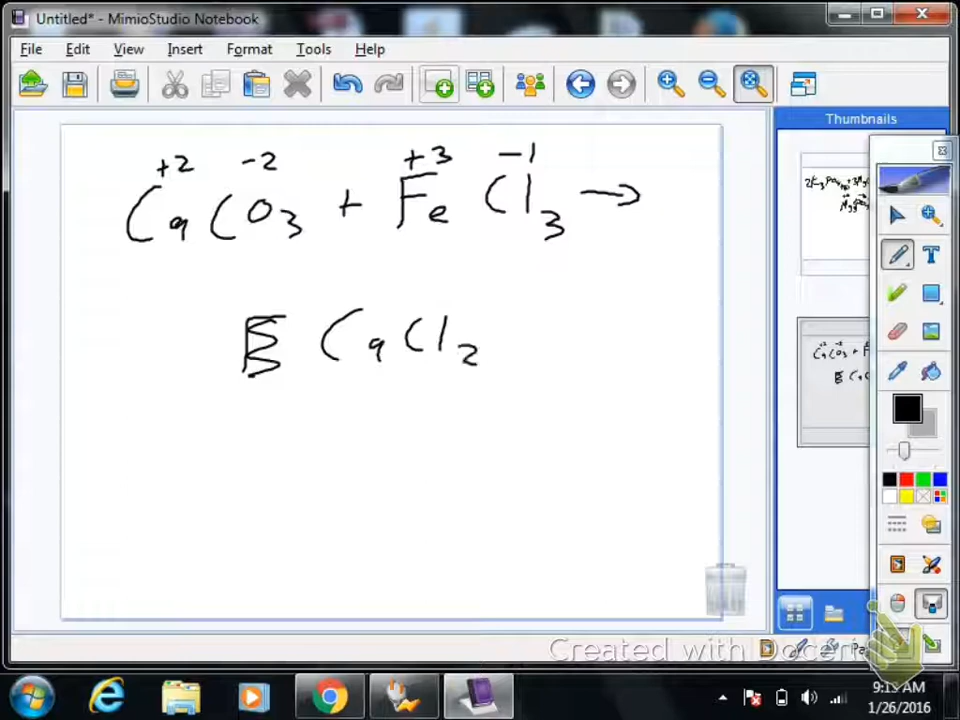 Untitled* - MimioStudio Notebook
File Edit View Insert Format Tools Help
Thumbnails
+2 -2 +3 -1
CaCO3 + FeCl3 →
CaCl2
Created with Doceri
9:15 AM
1/26/2016